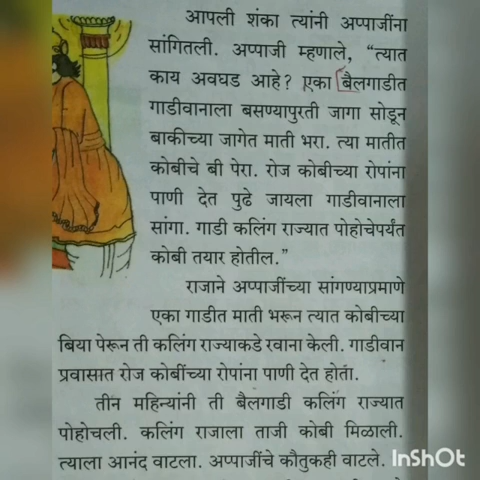 आपली शंका त्यांनी अप्पाजींना
सांगितली. अप्पाजी म्हणाले, “त्यात
काय अवघड आहे? एका बैलगाडीत
गाडीवानाला बसण्यापुरती जागा सोडून
बाकीच्या जागेत माती भरा. त्या मातीत
कोबीचे बी पेरा. रोज कोबीच्या रोपांना
पाणी देत पुढे जायला गाडीवानाला
सांगा. गाडी कलिंग राज्यात पोहोचेपर्यंत
कोबी तयार होतील.”
राजाने अप्पाजींच्या सांगण्याप्रमाणे
एका गाडीत माती भरून त्यात कोबीच्या
बिया पेरून ती कलिंग राज्याकडे रवाना केली. गाडीवान
प्रवासात रोज कोबींच्या रोपांना पाणी देत होता.
तीन महिन्यांनी ती बैलगाडी कलिंग राज्यात
पोहोचली. कलिंग राजाला ताजी कोबी मिळाली.
त्याला आनंद वाटला. अप्पाजींचे कौतुकही वाटले.
InShOt